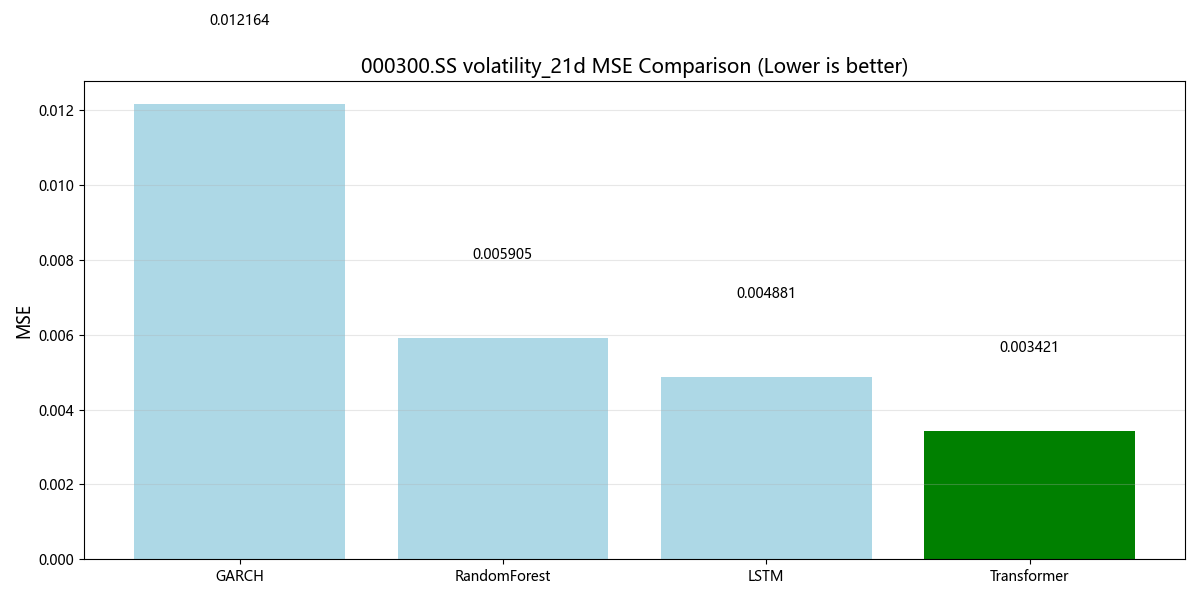 0.012164
000300.SS volatility_21d MSE Comparison (Lower is better)
MSE
0.012
0.010
0.008
0.006
0.004
0.002
0.000
0.005905
0.004881
0.003421
GARCH
RandomForest
LSTM
Transformer